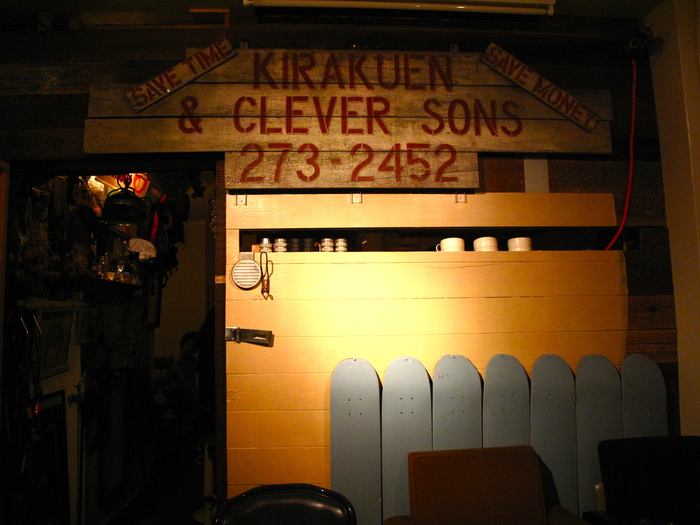 SAVE TIME
SAVE MONEY
KIRAKUEN
& CLEVER SONS
273-2452